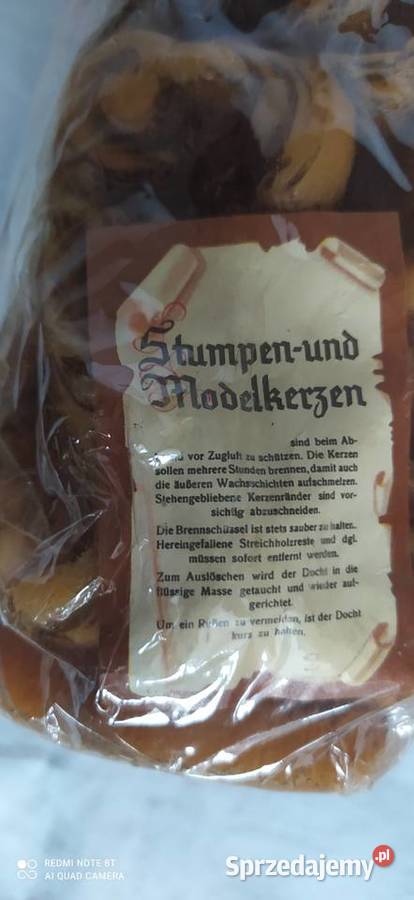 Stumpen-und
Modelkerzen
sind beim Ab-
vor Zugluft zu schützen. Die Kerzen
sollen mehrere Stunden brennen, damit auch
die äußeren Wachsschichten aufschmelzen.
Stehengebliebene Kerzenränder sind vor-
sichtig abzuschneiden.
Die Brennschüssel ist stets sauber zu halten.
Hereingefallene Streichholzreste und dgl.
müssen sofort entfernt werden.
Zum Auslöschen wird der Docht in die
flüssige Masse getaucht und wieder auf-
gerichtet.
Um ein Rußen zu vermeiden, ist der Docht
kurz zu halten.
REDMI NOTE 8T
AI QUAD CAMERA
Sprzedajemy.pl